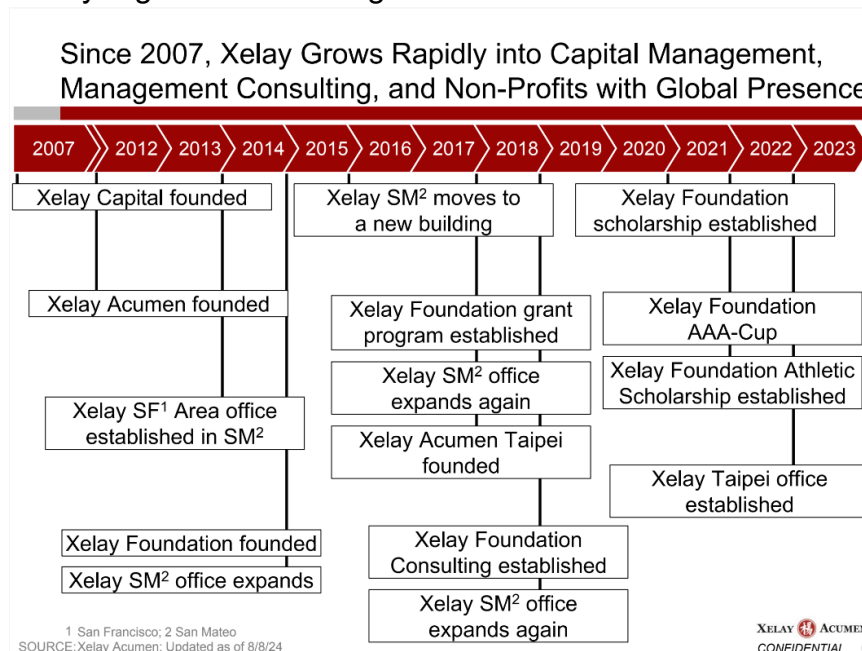 Since 2007, Xelay Grows Rapidly into Capital Management,
Management Consulting, and Non-Profits with Global Presence
2007 2012 2013 2014 2015 2016 2017 2018 2019 2020 2021 2022 2023
Xelay Capital founded
Xelay SM² moves to
a new building
Xelay Foundation
scholarship established
Xelay Acumen founded
Xelay Foundation grant
program established
Xelay Foundation
AAA-Cup
Xelay SM² office
expands again
Xelay Foundation Athletic
Scholarship established
Xelay SF¹ Area office
established in SM²
Xelay Acumen Taipei
founded
Xelay Taipei office
established
Xelay Foundation founded
Xelay Foundation
Consulting established
Xelay SM² office expands
Xelay SM² office
expands again
1 San Francisco; 2 San Mateo
SOURCE:Xelay Acumen; Updated as of 8/8/24
XELAY ACUMEN
CONFIDENTIAL